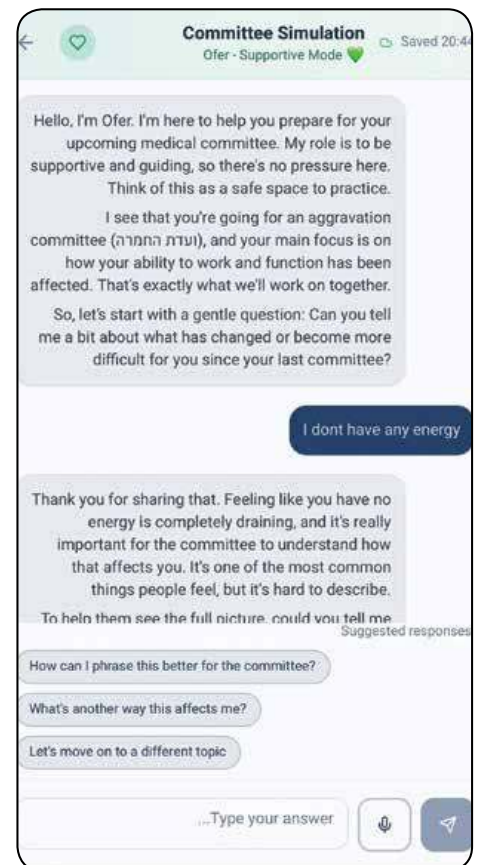 Committee Simulation
Ofer - Supportive Mode 💚
Saved 20:44
Hello, I'm Ofer. I'm here to help you prepare for your
upcoming medical committee. My role is to be
supportive and guiding, so there's no pressure here.
Think of this as a safe space to practice.
I see that you're going for an aggravation
committee (ועדת החמרה), and your main focus is on
how your ability to work and function has been
affected. That's exactly what we'll work on together.
So, let's start with a gentle question: Can you tell
me a bit about what has changed or become more
difficult for you since your last committee?
I dont have any energy
Thank you for sharing that. Feeling like you have no
energy is completely draining, and it's really
important for the committee to understand how
that affects you. It's one of the most common
things people feel, but it's hard to describe.
To help them see the full picture, could you tell me
Suggested responses
How can I phrase this better for the committee?
What's another way this affects me?
Let's move on to a different topic
...Type your answer